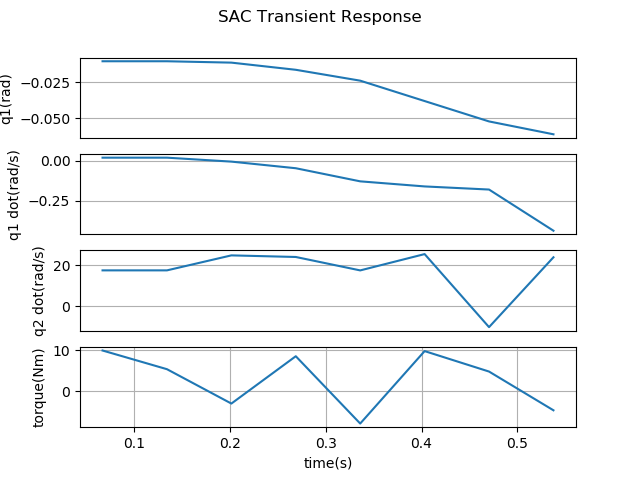 SAC Transient Response
q1(rad)
−0.025
−0.050
q1 dot(rad/s)
0.00
−0.25
q2 dot(rad/s)
20
0
torque(Nm)
10
0
0.1 0.2 0.3 0.4 0.5
time(s)